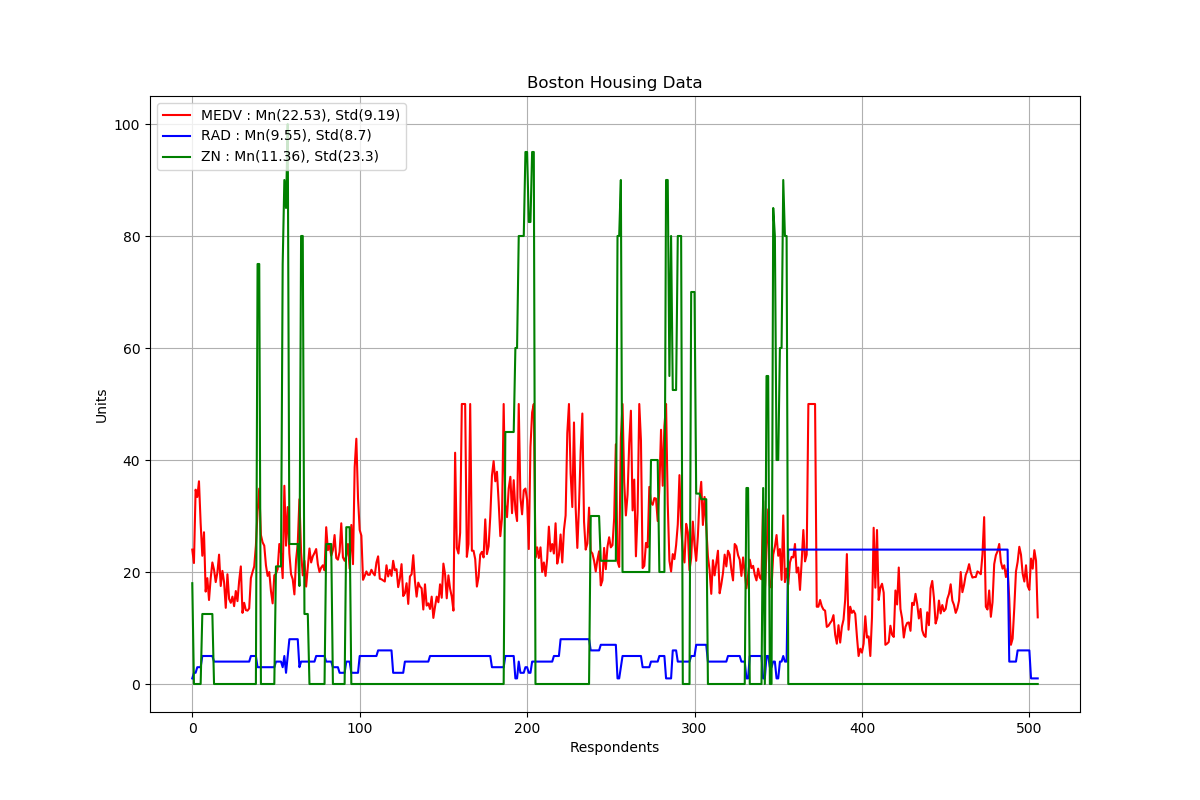 Boston Housing Data
MEDV : Mn(22.53), Std(9.19)
RAD : Mn(9.55), Std(8.7)
ZN : Mn(11.36), Std(23.3)
100
80
60
40
20
0
Units
0 100 200 300 400 500
Respondents